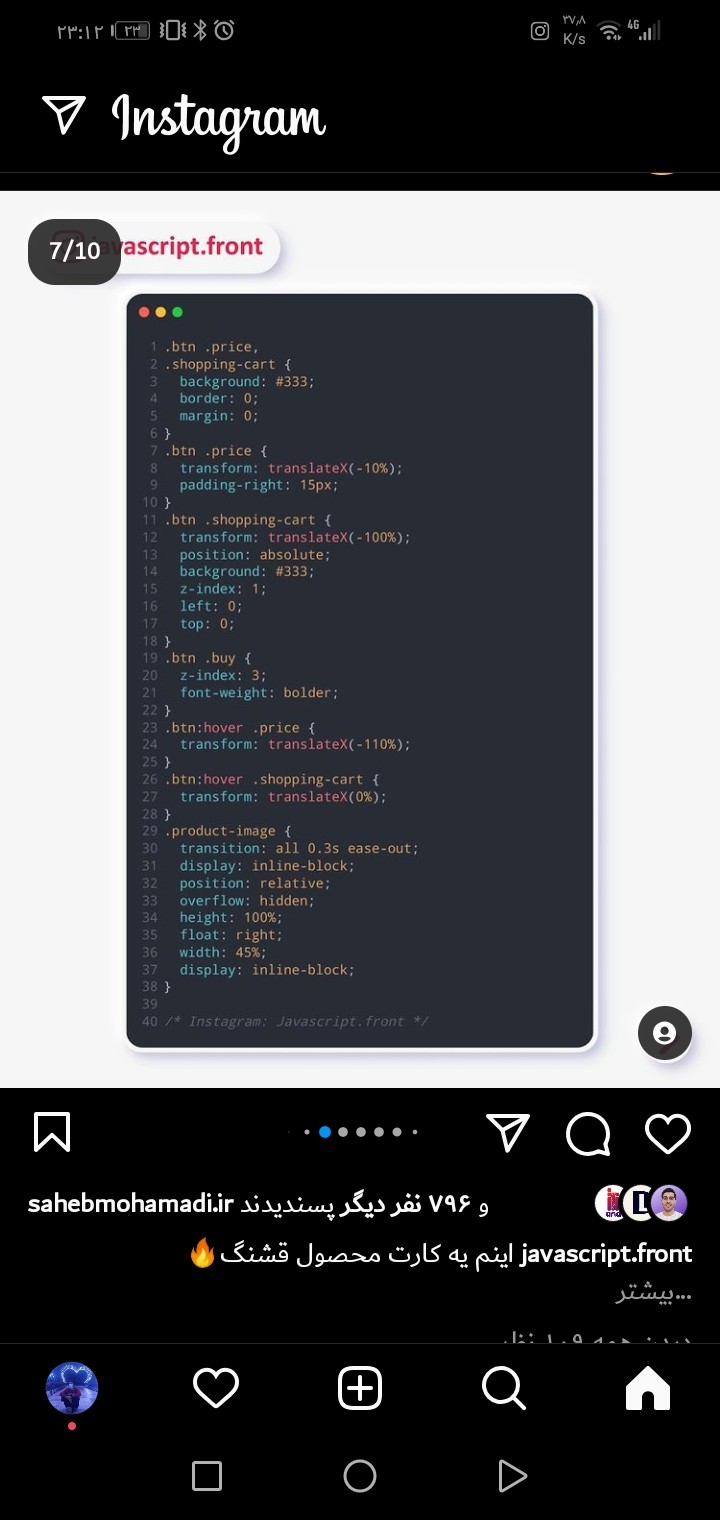 ۲۳:۱۲
۲۳
۳۷٫۸
K/s
4G
Instagram
7/10
vascript.front
1 .btn .price,
2 .shopping-cart {
3   background: #333;
4   border: 0;
5   margin: 0;
6 }
7 .btn .price {
8   transform: translateX(-10%);
9   padding-right: 15px;
10 }
11 .btn .shopping-cart {
12   transform: translateX(-100%);
13   position: absolute;
14   background: #333;
15   z-index: 1;
16   left: 0;
17   top: 0;
18 }
19 .btn .buy {
20   z-index: 3;
21   font-weight: bolder;
22 }
23 .btn:hover .price {
24   transform: translateX(-110%);
25 }
26 .btn:hover .shopping-cart {
27   transform: translateX(0%);
28 }
29 .product-image {
30   transition: all 0.3s ease-out;
31   display: inline-block;
32   position: relative;
33   overflow: hidden;
34   height: 100%;
35   float: right;
36   width: 45%;
37   display: inline-block;
38 }
39
40 /* Instagram: Javascript.front */
sahebmohamadi.ir و ۷۹۶ نفر دیگر پسندیدند
javascript.front اینم یه کارت محصول قشنگ🔥
...بیشتر
دیدن همه ۱۰۹ نظر